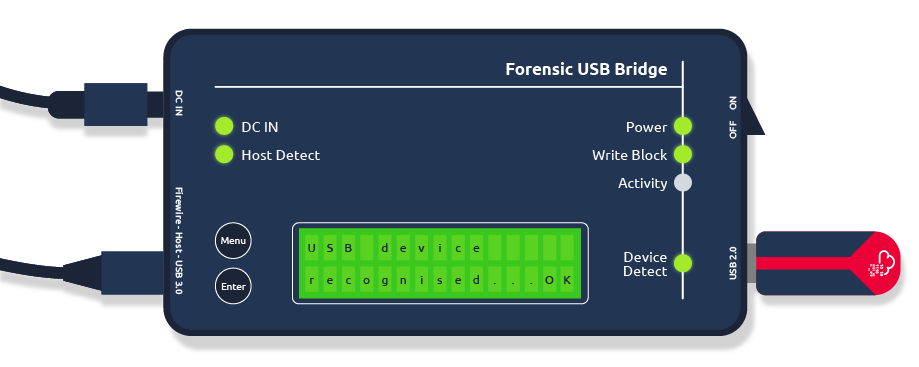 Forensic USB Bridge
DC IN
Host Detect
Power
Write Block
Activity
Menu
Enter
USB device
recognised...OK
Device
Detect
DC IN
Firewire - Host - USB 3.0
OFF ON
USB 2.0